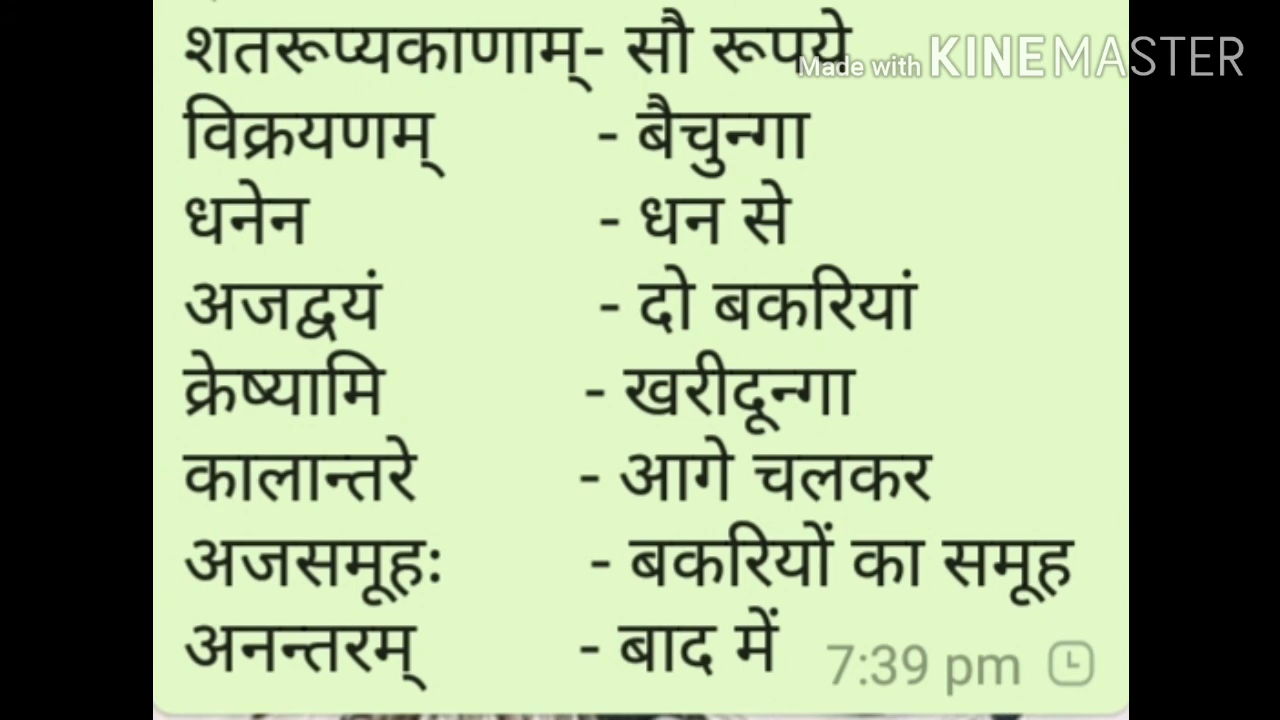 शतरूप्यकाणाम्- सौ रूपये
Made with KINEMASTER
विक्रयणम् - बैचुन्गा
धनेन - धन से
अजद्वयं - दो बकरियां
क्रेष्यामि - खरीदून्गा
कालान्तरे - आगे चलकर
अजसमूहः - बकरियों का समूह
अनन्तरम् - बाद में
7:39 pm